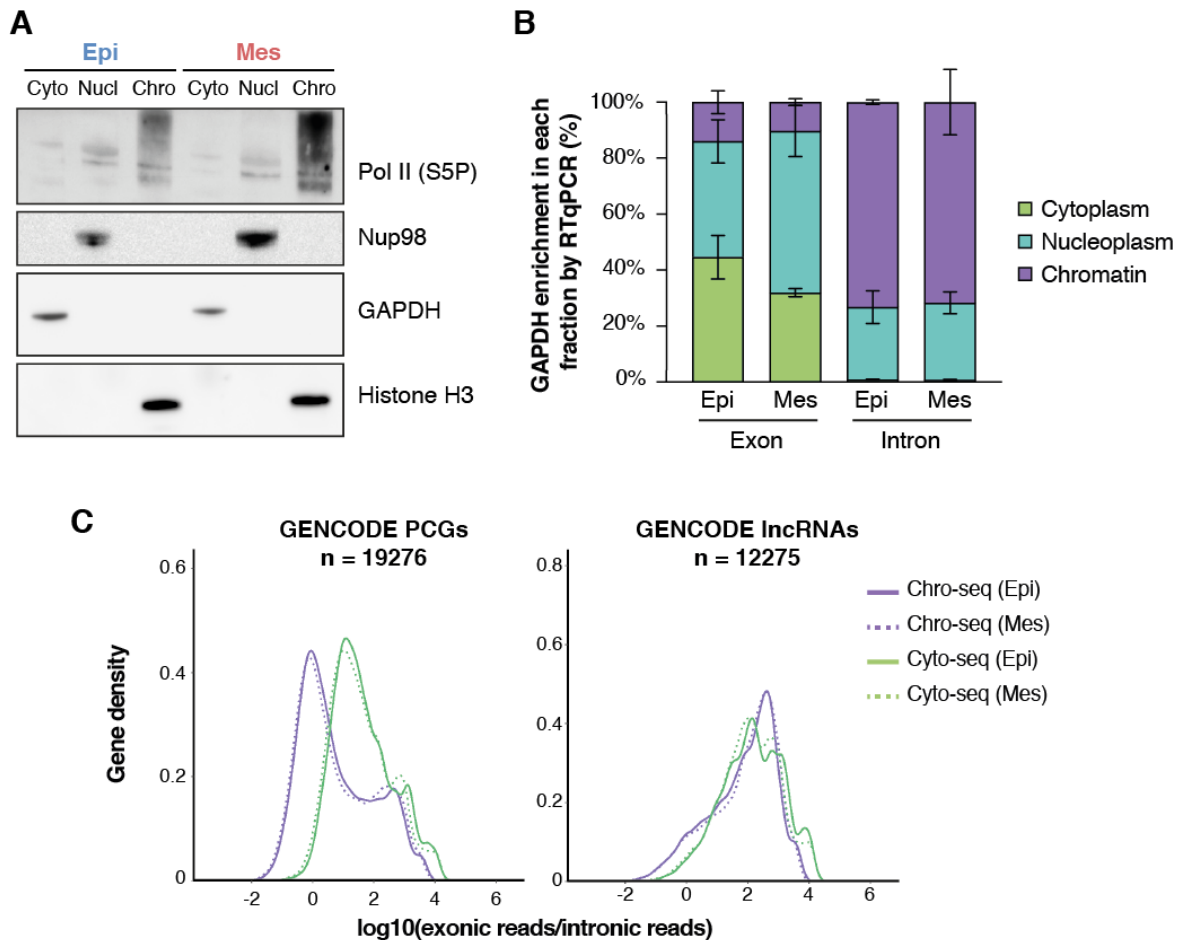 A
Epi Mes
Cyto Nucl Chro Cyto Nucl Chro
Pol II (S5P)
Nup98
GAPDH
Histone H3
B
GAPDH enrichment in each
fraction by RTqPCR (%)
100%
80%
60%
40%
20%
0%
Epi Mes Epi Mes
Exon Intron
Cytoplasm
Nucleoplasm
Chromatin
C
GENCODE PCGs
n = 19276
Gene density
0.6
0.4
0.2
0
-2 0 2 4 6
GENCODE lncRNAs
n = 12275
0.8
0.6
0.4
0.2
0
-2 0 2 4 6
log10(exonic reads/intronic reads)
Chro-seq (Epi)
Chro-seq (Mes)
Cyto-seq (Epi)
Cyto-seq (Mes)